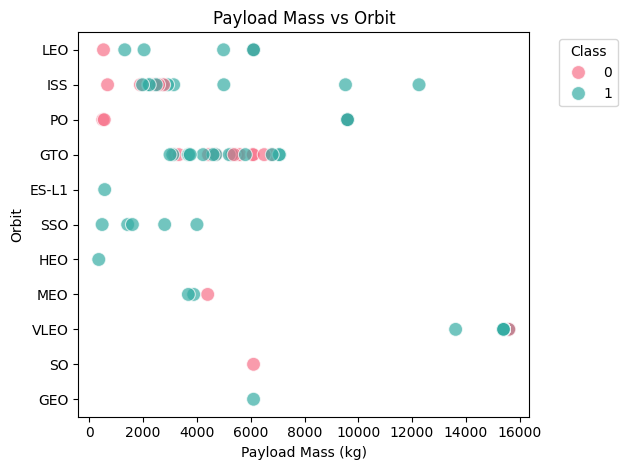 Payload Mass vs Orbit
Class
0
1
Orbit
LEO
ISS
PO
GTO
ES-L1
SSO
HEO
MEO
VLEO
SO
GEO
0 2000 4000 6000 8000 10000 12000 14000 16000
Payload Mass (kg)